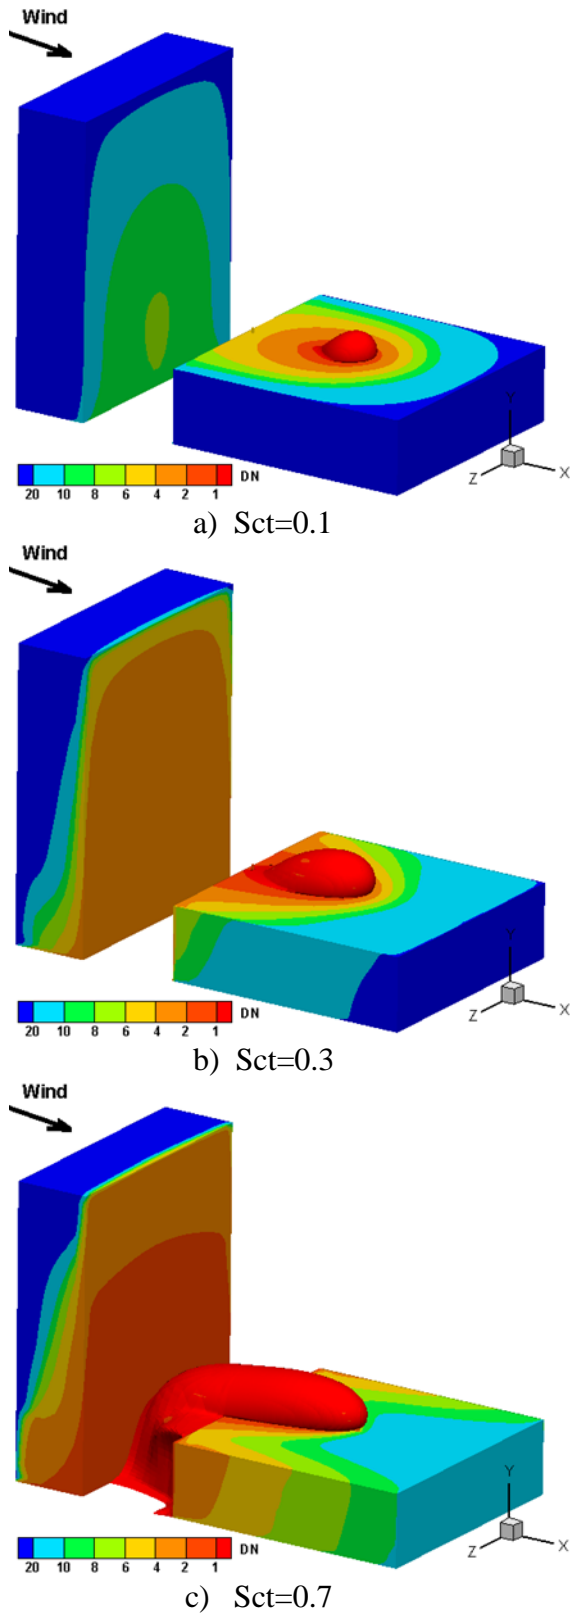 Wind
Y
Z X
20 10 8 6 4 2 1 DN
a) Sct=0.1
Wind
Y
Z X
20 10 8 6 4 2 1 DN
b) Sct=0.3
Wind
Y
Z X
20 10 8 6 4 2 1 DN
c) Sct=0.7